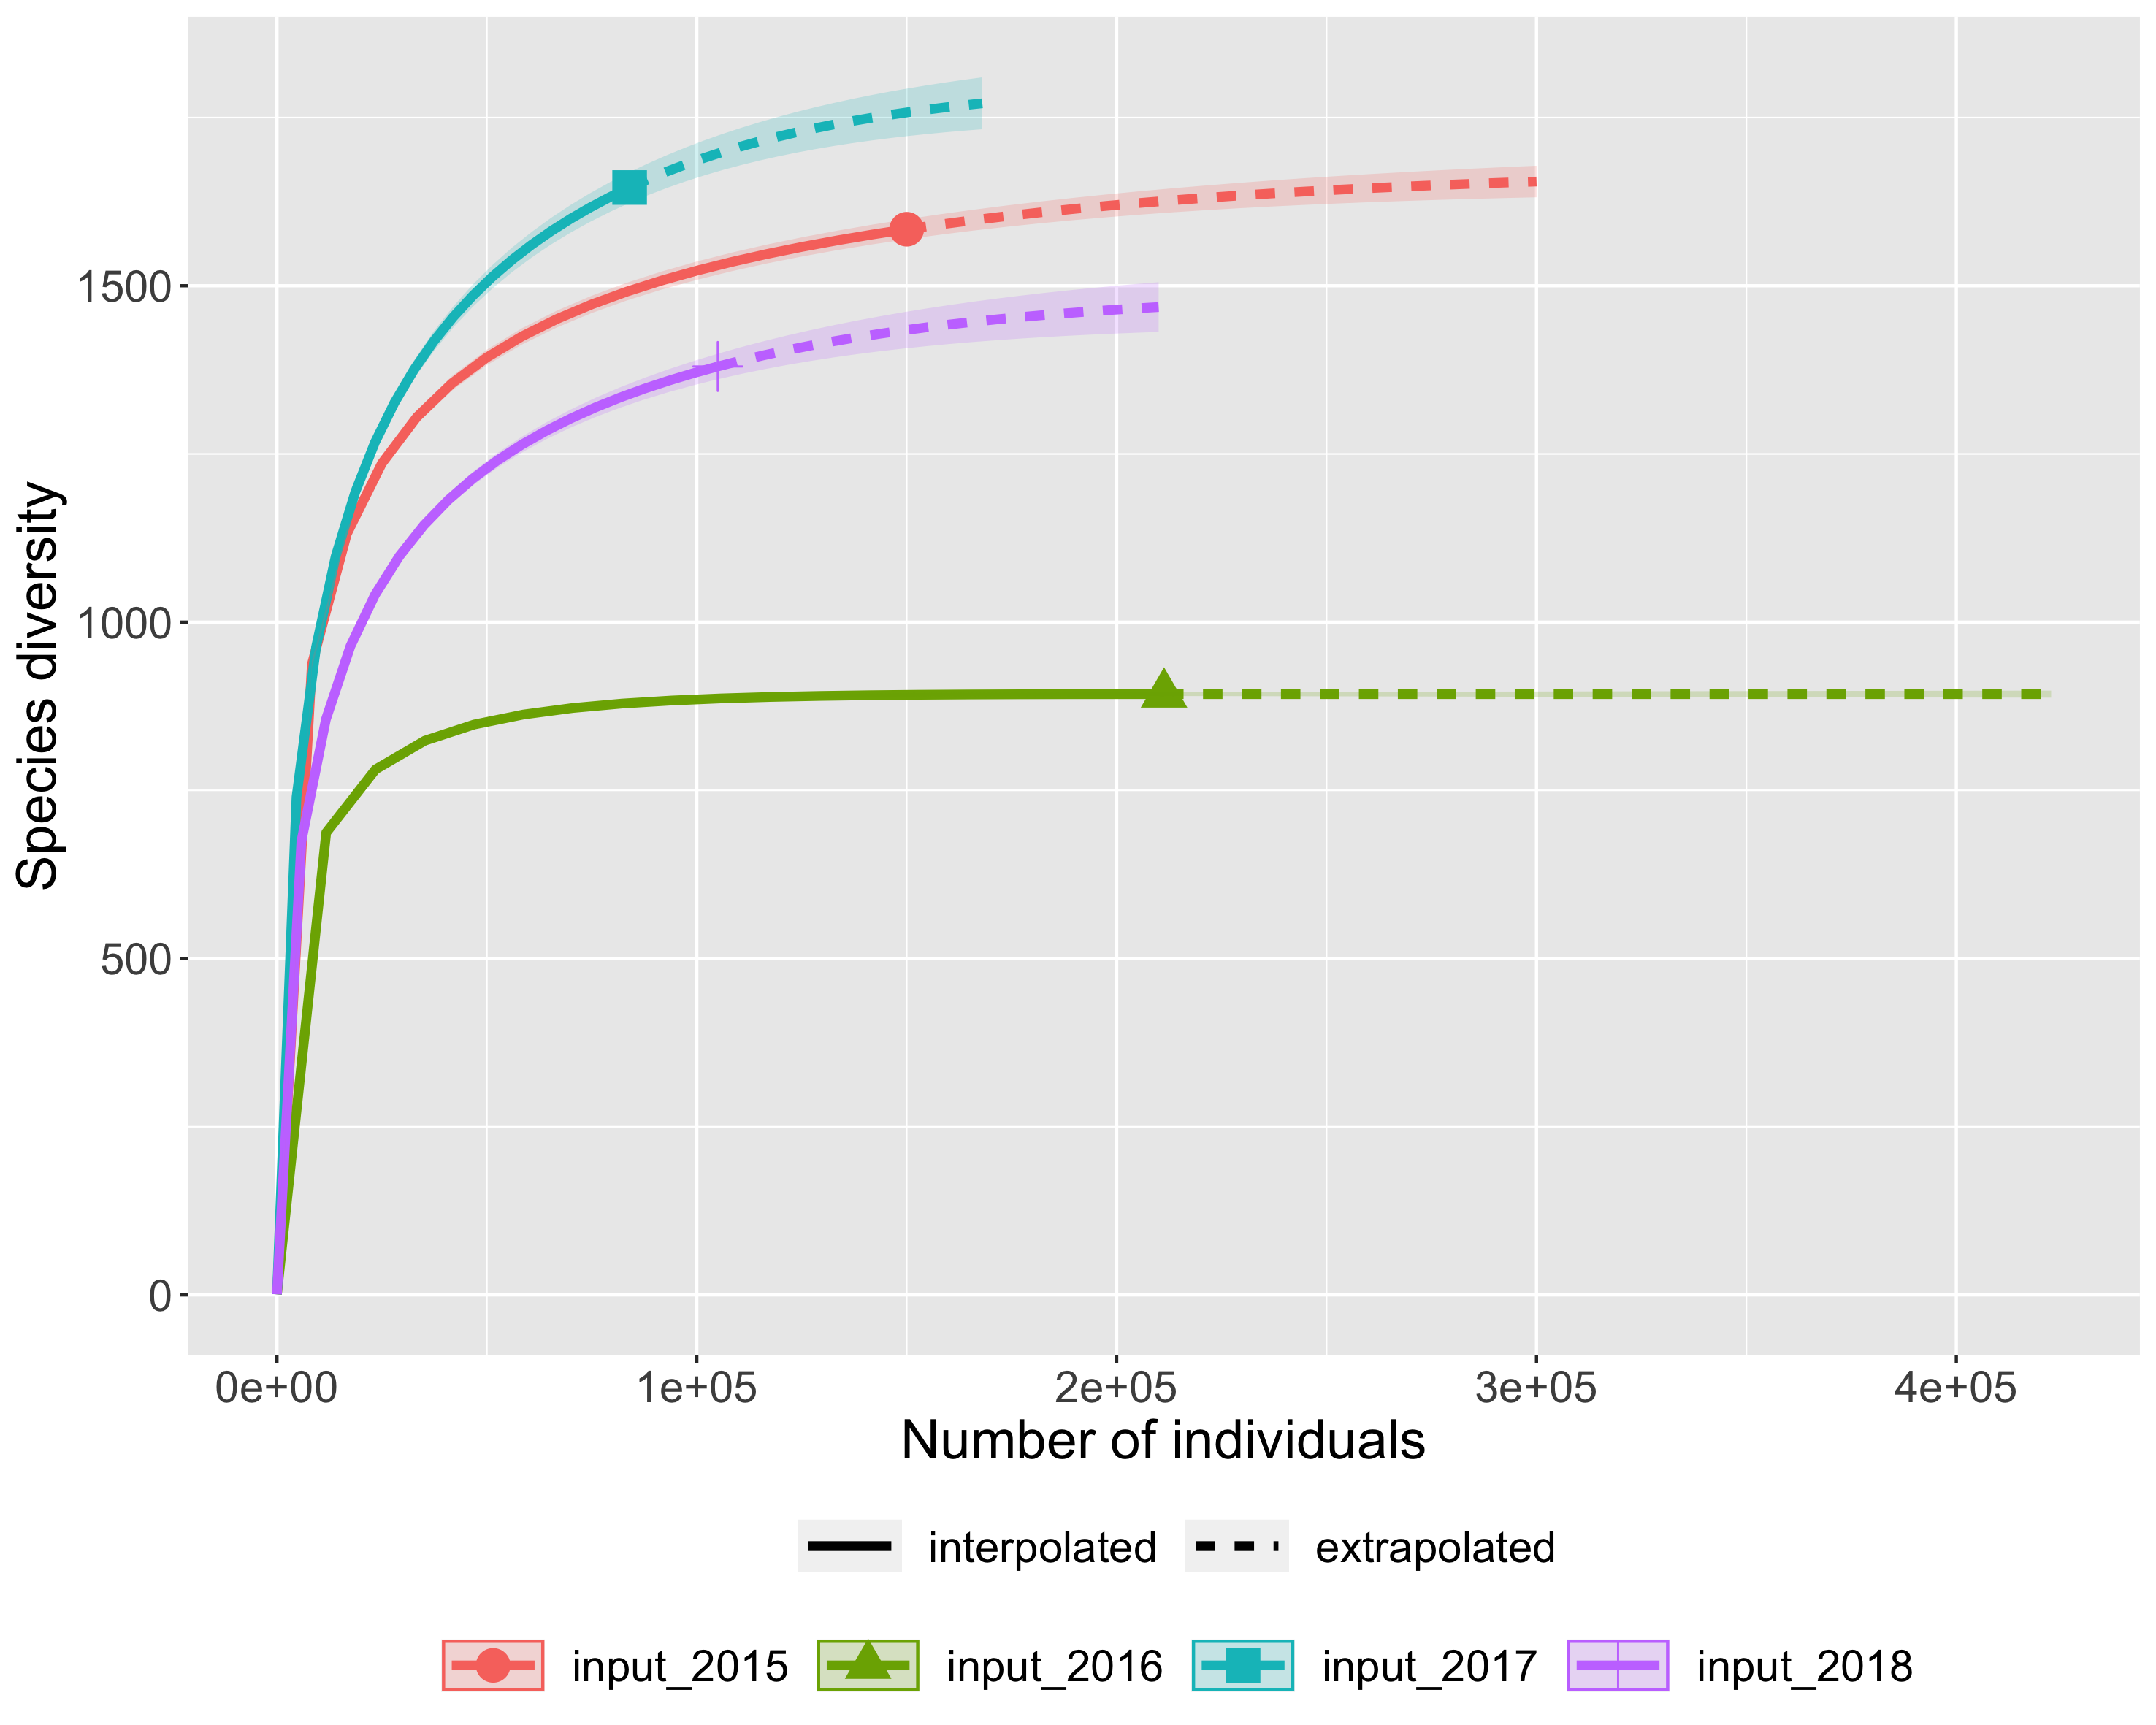 1500
1000
500
0
Species diversity
0e+00 1e+05 2e+05 3e+05 4e+05
Number of individuals
interpolated extrapolated
input_2015 input_2016 input_2017 input_2018